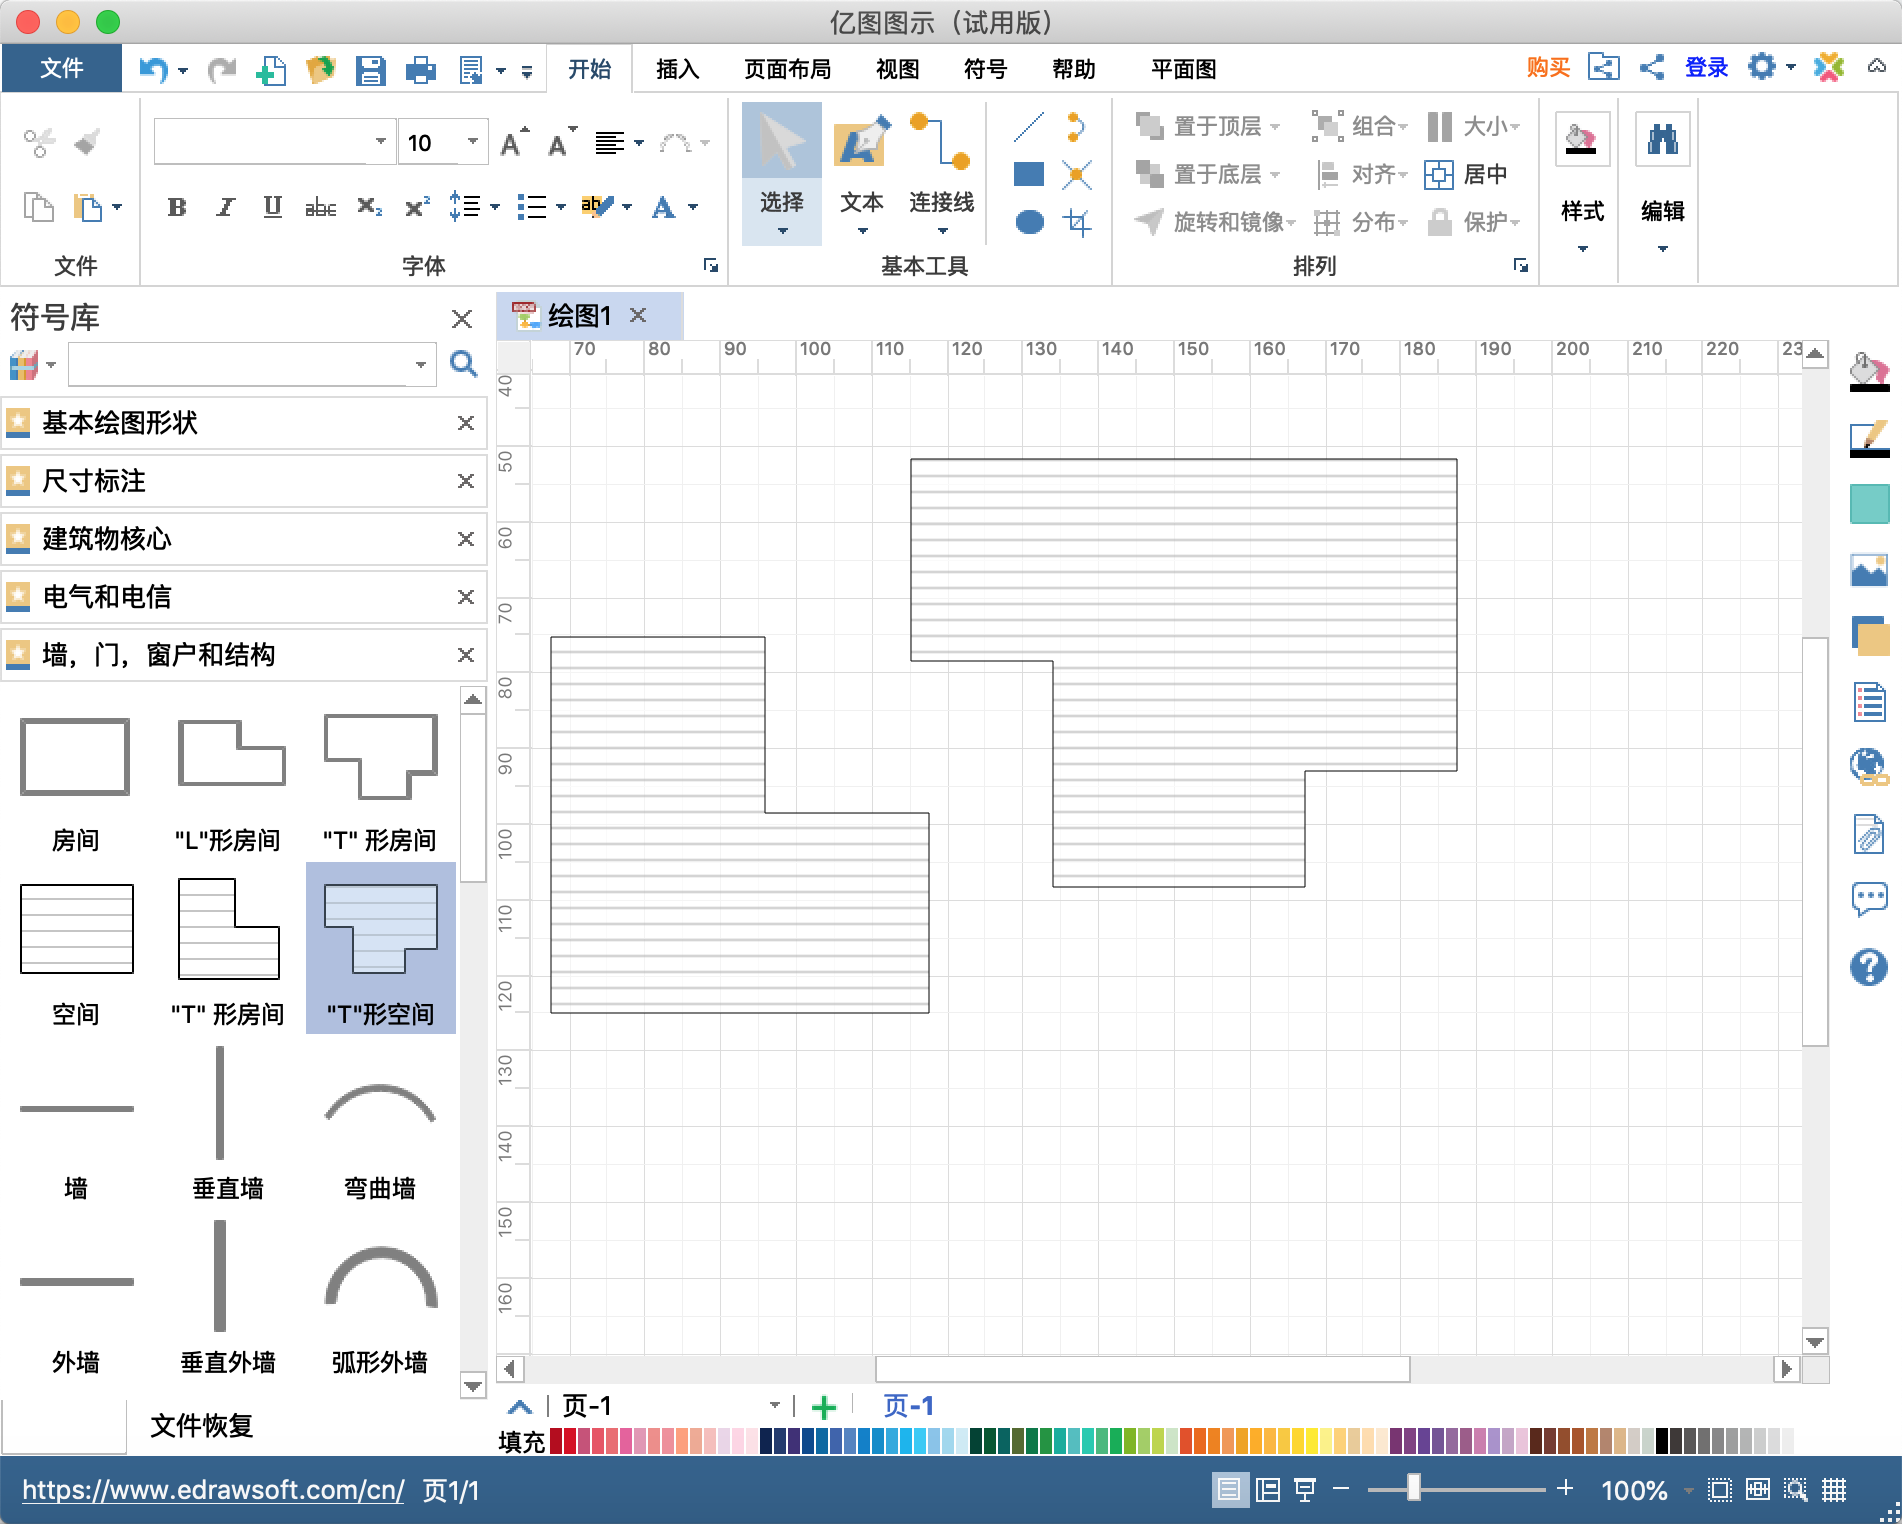 亿图图示（试用版）
文件
开始
插入
页面布局
视图
符号
帮助
平面图
购买
登录
10
置于顶层
组合
大小
置于底层
对齐
居中
旋转和镜像
分布
保护
选择
文本
连接线
样式
编辑
文件
字体
基本工具
排列
符号库
绘图1
70 80 90 100 110 120 130 140 150 160 170 180 190 200 210 220 23
40
50
60
70
80
90
100
110
120
130
140
150
160
基本绘图形状
尺寸标注
建筑物核心
电气和电信
墙，门，窗户和结构
房间
"L"形房间
"T" 形房间
空间
"T" 形房间
"T"形空间
墙
垂直墙
弯曲墙
外墙
垂直外墙
弧形外墙
文件恢复
页-1
页-1
填充
https://www.edrawsoft.com/cn/
页1/1
100%